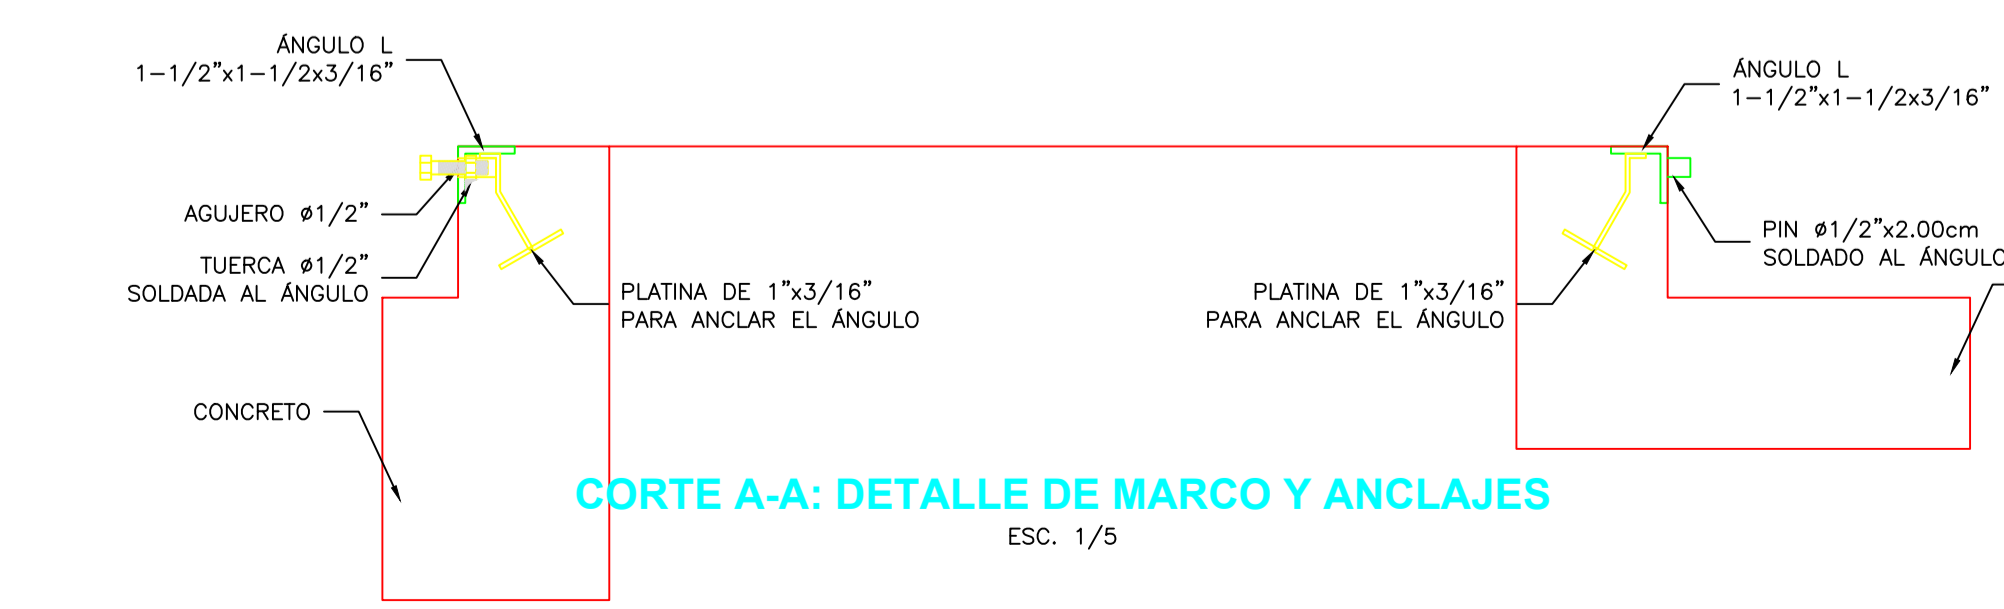 ÁNGULO L
1-1/2”x1-1/2x3/16”
AGUJERO ø1/2”
TUERCA ø1/2”
SOLDADA AL ÁNGULO
CONCRETO
PLATINA DE 1”x3/16”
PARA ANCLAR EL ÁNGULO
PLATINA DE 1”x3/16”
PARA ANCLAR EL ÁNGULO
ÁNGULO L
1-1/2”x1-1/2x3/16”
PIN ø1/2”x2.00cm
SOLDADO AL ÁNGULO
CORTE A-A: DETALLE DE MARCO Y ANCLAJES
ESC. 1/5